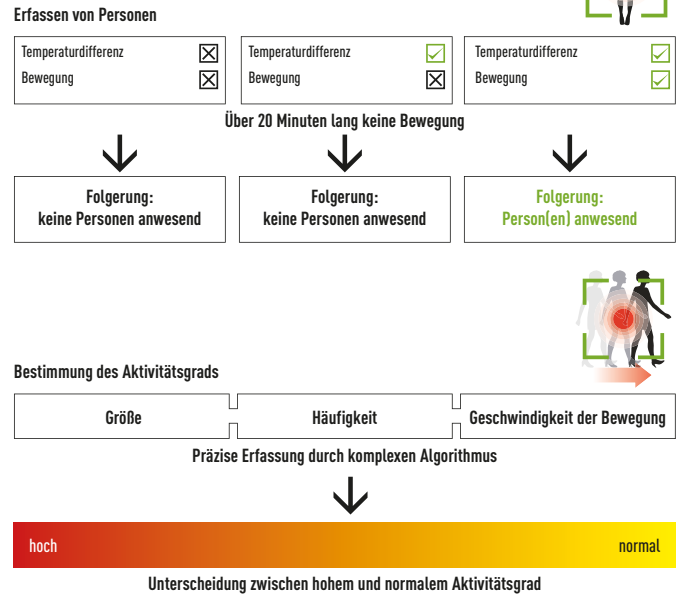 Erfassen von Personen
Temperaturdifferenz
Bewegung
Temperaturdifferenz
Bewegung
Temperaturdifferenz
Bewegung
Über 20 Minuten lang keine Bewegung
Folgerung:
keine Personen anwesend
Folgerung:
keine Personen anwesend
Folgerung:
Person(en) anwesend
Bestimmung des Aktivitätsgrads
Größe
Häufigkeit
Geschwindigkeit der Bewegung
Präzise Erfassung durch komplexen Algorithmus
hoch
normal
Unterscheidung zwischen hohem und normalem Aktivitätsgrad